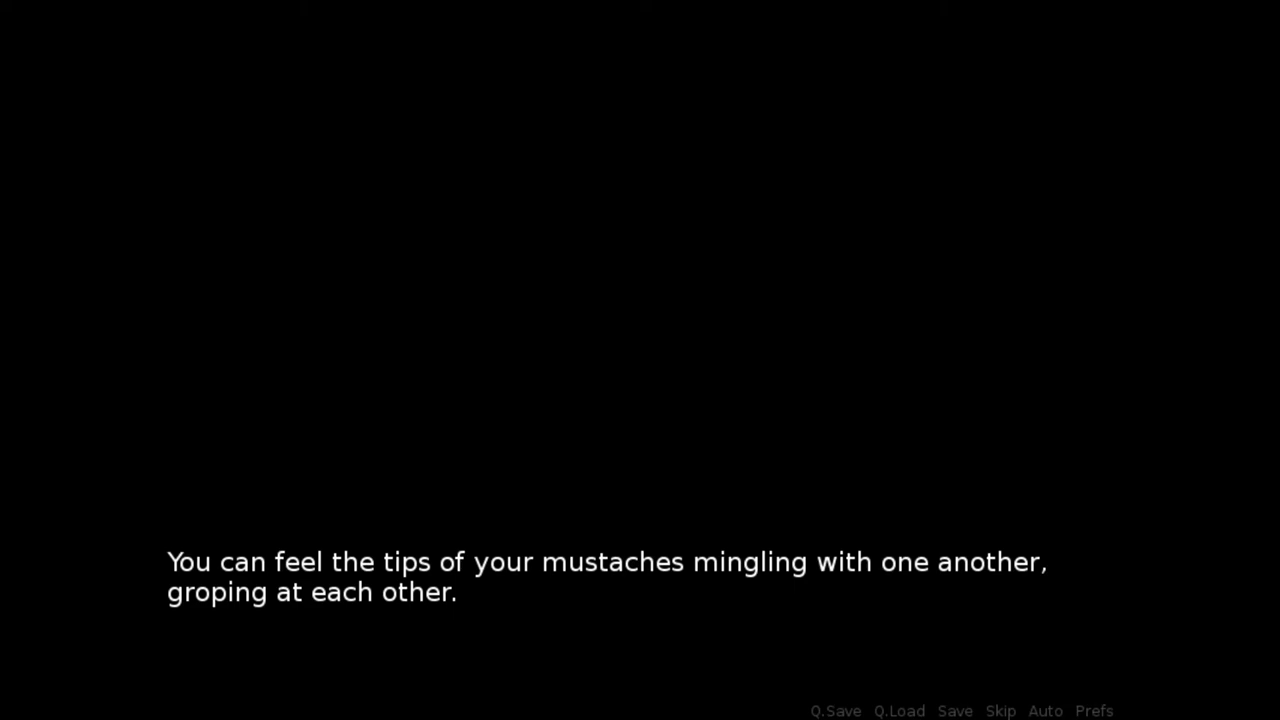 You can feel the tips of your mustaches mingling with one another,
groping at each other.
Q.Save Q.Load Save Skip Auto Prefs